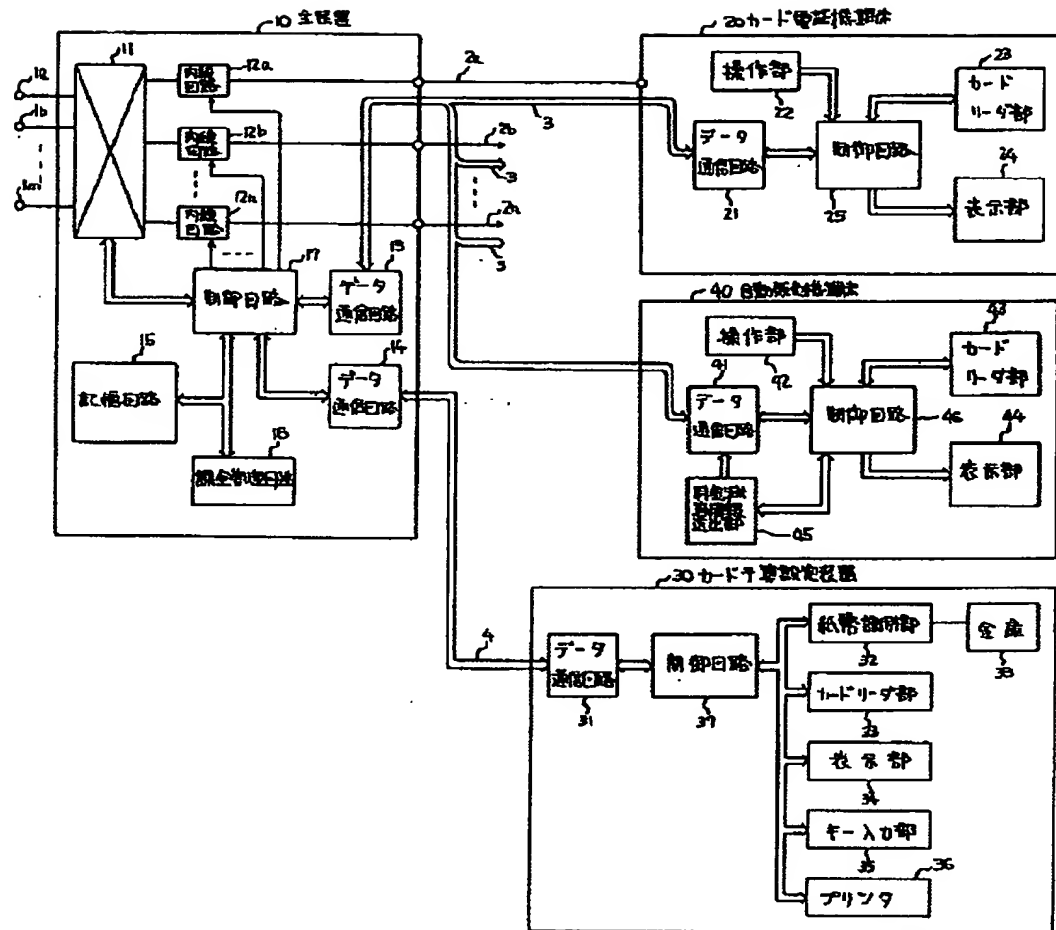 10 主装置
11
1a
1b
1m
内線
回路
12a
内線
回路
12b
内線
回路
12n
2a
2b
2n
3
3
3
制御回路
17
データ
通信回路
13
データ
通信回路
14
記憶回路
15
課金管理回路
16
4
20 カード電話機端末
操作部
22
データ
通信回路
21
制御回路
25
カード
リーダ部
23
表示部
24
40 自動販売機端末
操作部
42
データ
通信回路
41
制御回路
46
カード
リーダ部
43
表示部
44
送出部
45
30 カード予算設定装置
データ
通信回路
31
制御回路
37
紙幣識別部
32
金庫
38
カードリーダ部
33
表示部
34
キー入力部
35
プリンタ
36